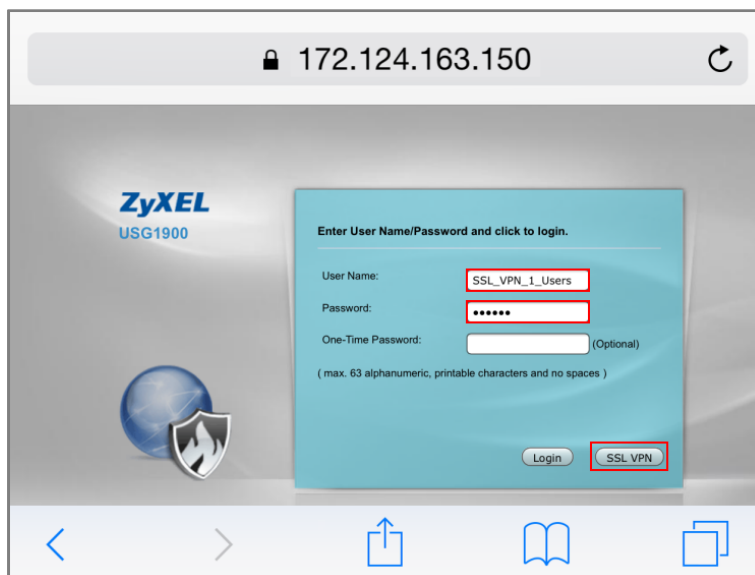 172.124.163.150
ZyXEL
USG1900
Enter User Name/Password and click to login.
User Name:
SSL_VPN_1_Users
Password:
••••••
One-Time Password:
(Optional)
( max. 63 alphanumeric, printable characters and no spaces )
Login
SSL VPN